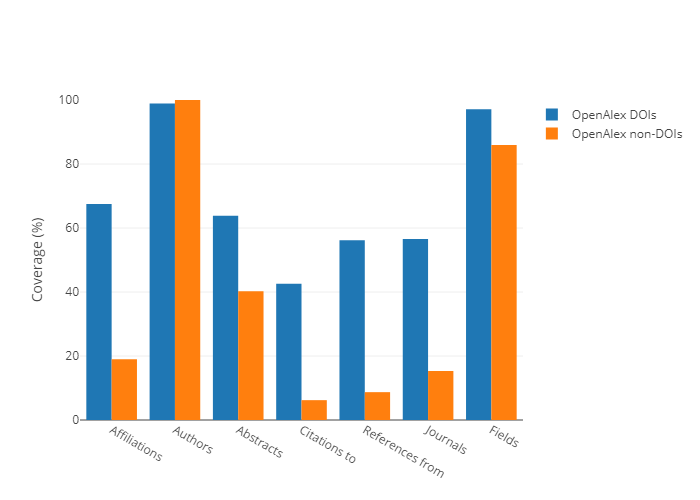 OpenAlex DOIs
OpenAlex non-DOIs
Coverage (%)
100
80
60
40
20
0
Affiliations
Authors
Abstracts
Citations to
References from
Journals
Fields